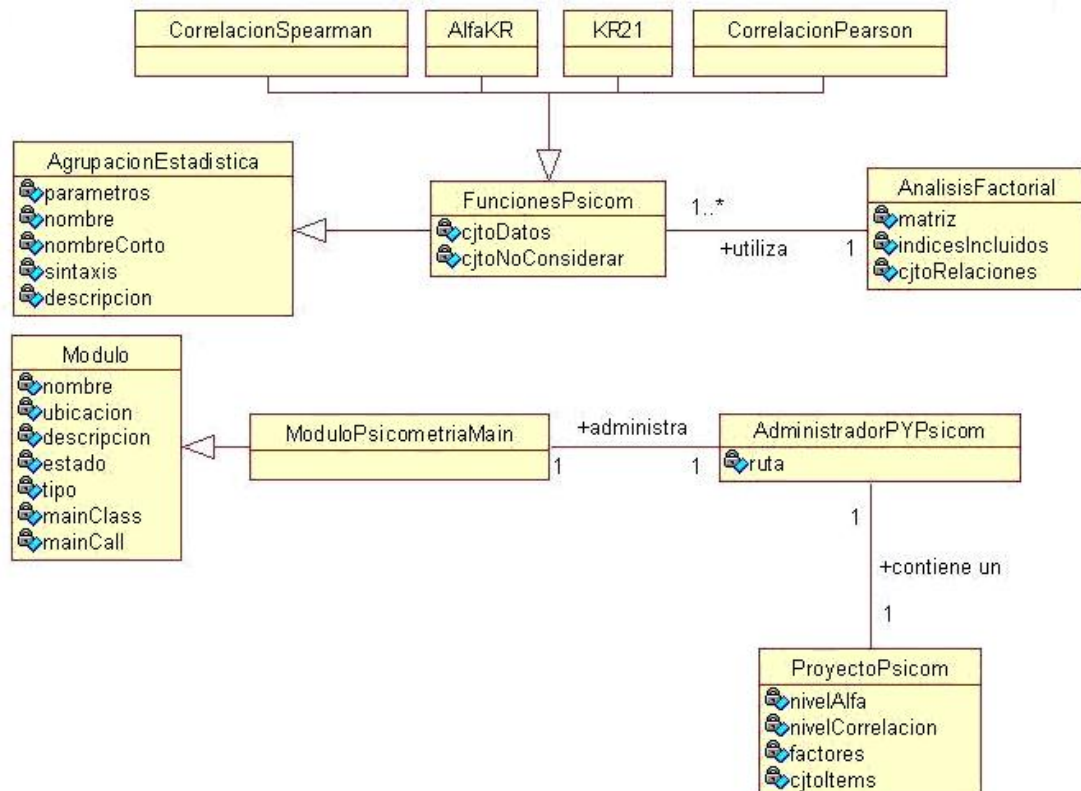 CorrelacionSpearman
AlfaKR
KR21
CorrelacionPearson
AgrupacionEstadistica
parametros
nombre
nombreCorto
sintaxis
descripcion
FuncionesPsicom
cjtoDatos
cjtoNoConsiderar
1..*
+utiliza
1
AnalisisFactorial
matriz
indicesIncluidos
cjtoRelaciones
Modulo
nombre
ubicacion
descripcion
estado
tipo
mainClass
mainCall
ModuloPsicometriaMain
+administra
1
1
AdministradorPYPsicom
ruta
1
+contiene un
1
ProyectoPsicom
nivelAlfa
nivelCorrelacion
factores
cjtoItems